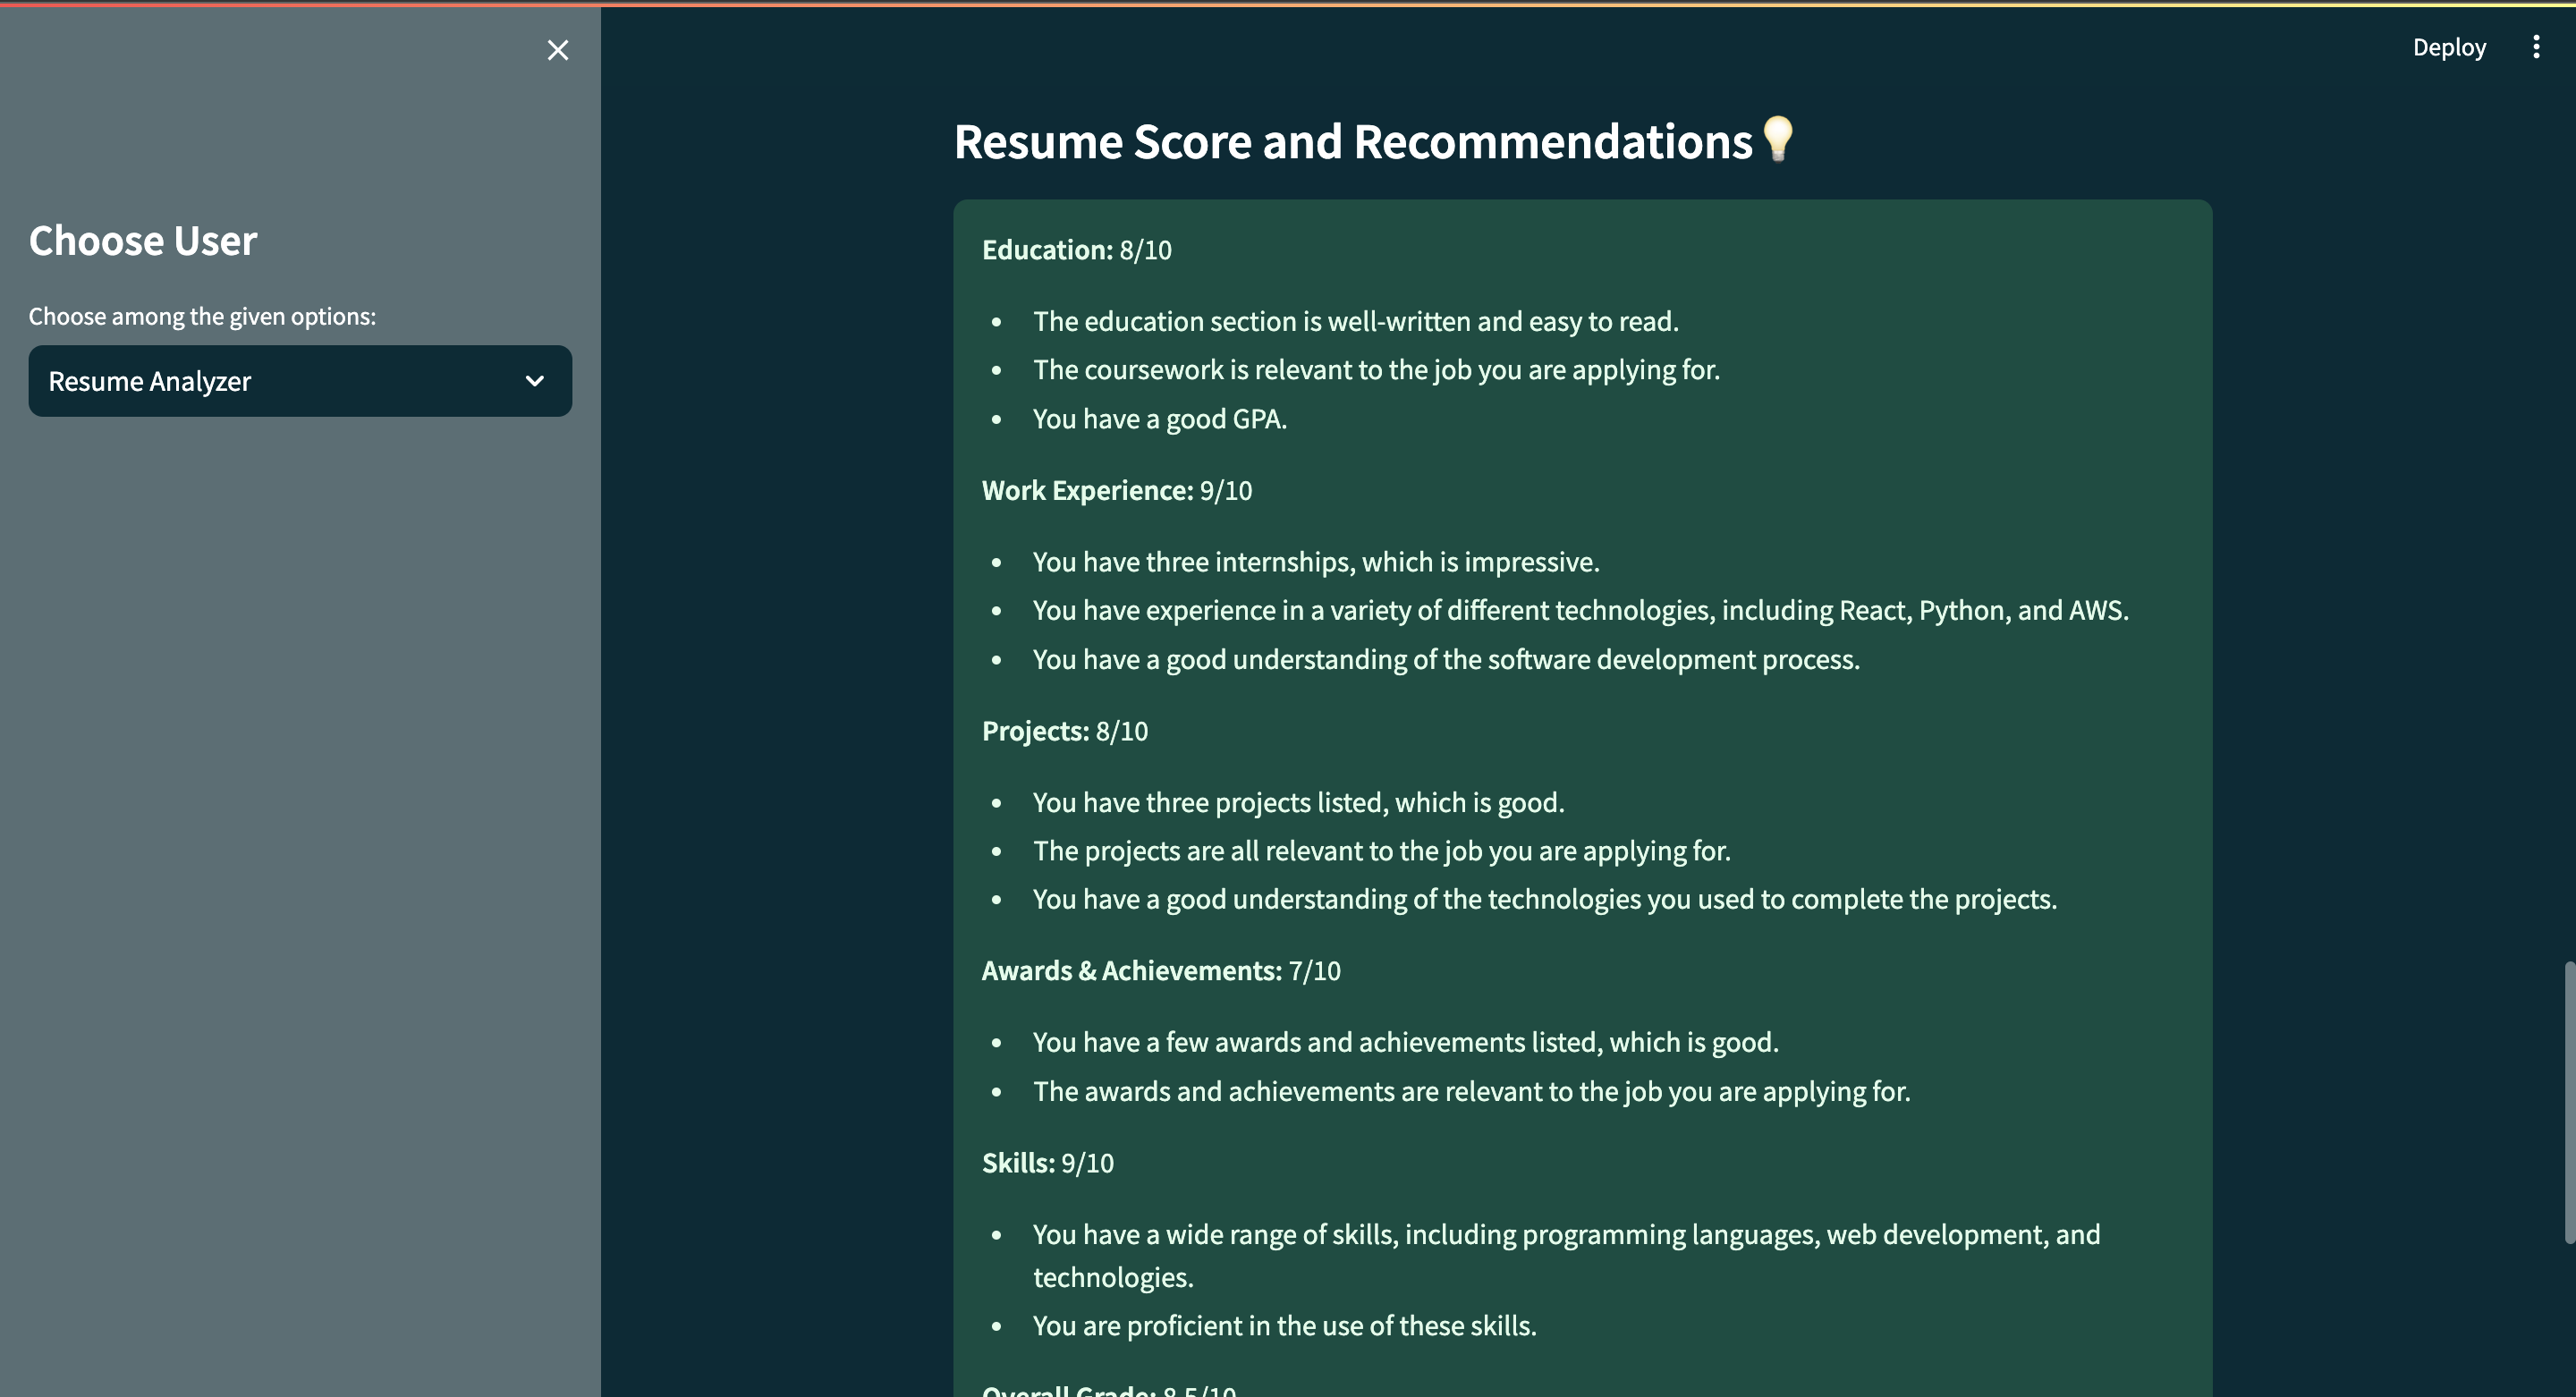 Deploy
Choose User
Choose among the given options:
Resume Analyzer
Resume Score and Recommendations
Education: 8/10
The education section is well-written and easy to read.
The coursework is relevant to the job you are applying for.
You have a good GPA.
Work Experience: 9/10
You have three internships, which is impressive.
You have experience in a variety of different technologies, including React, Python, and AWS.
You have a good understanding of the software development process.
Projects: 8/10
You have three projects listed, which is good.
The projects are all relevant to the job you are applying for.
You have a good understanding of the technologies you used to complete the projects.
Awards & Achievements: 7/10
You have a few awards and achievements listed, which is good.
The awards and achievements are relevant to the job you are applying for.
Skills: 9/10
You have a wide range of skills, including programming languages, web development, and
technologies.
You are proficient in the use of these skills.
Overall Grade: 8.5/10